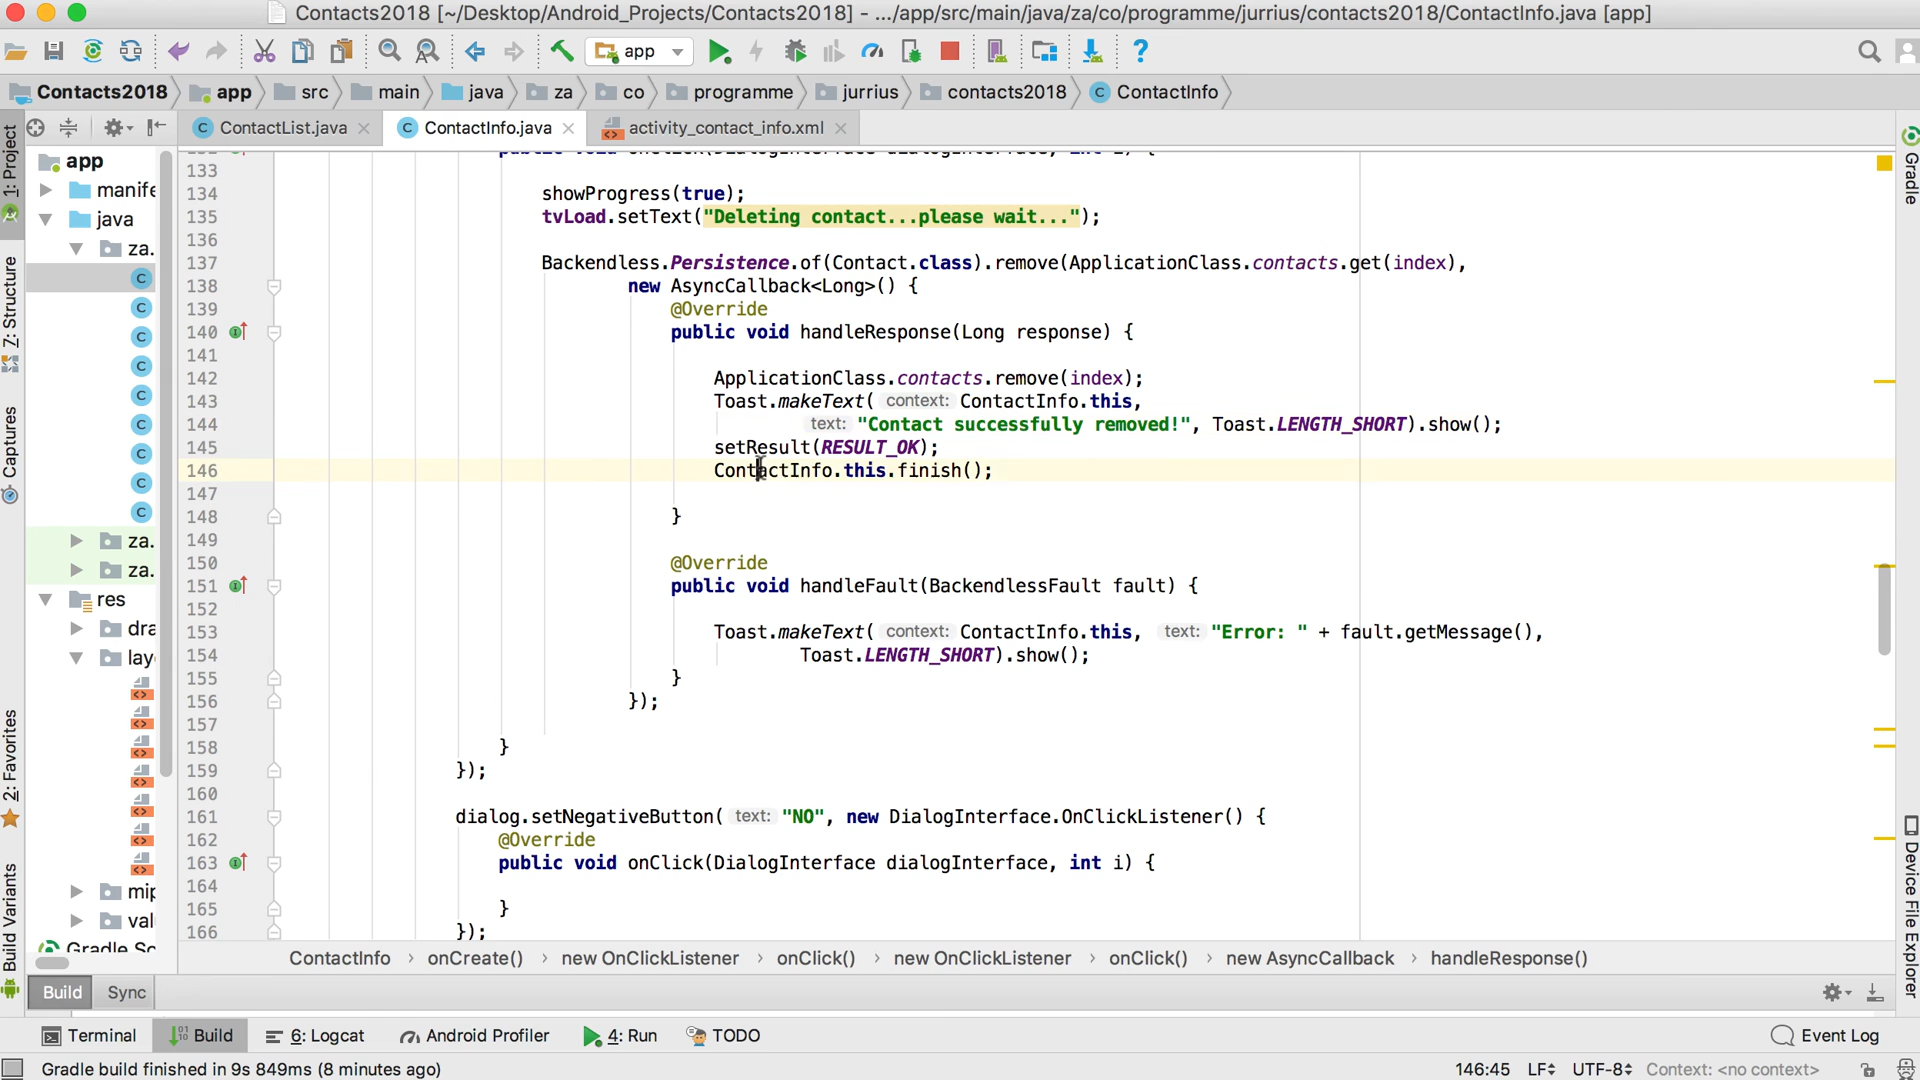 Contacts2018 [~/Desktop/Android_Projects/Contacts2018] - .../app/src/main/java/za/co/programme/jurrius/contacts2018/ContactInfo.java [app]
app
Contacts2018 app src main java za co programme jurrius contacts2018 ContactInfo
ContactList.java ContactInfo.java activity_contact_info.xml
1: Project
Z: Structure
Captures
2: Favorites
Build Variants
Gradle
Device File Explorer
app
manife
java
za.
za.
za.
res
dra
lay
mip
val
133
134 showProgress(true);
135 tvLoad.setText("Deleting contact...please wait...");
136
137 Backendless.Persistence.of(Contact.class).remove(ApplicationClass.contacts.get(index),
138 new AsyncCallback<Long>() {
139 @Override
140 public void handleResponse(Long response) {
141
142 ApplicationClass.contacts.remove(index);
143 Toast.makeText( context: ContactInfo.this,
144 text: "Contact successfully removed!", Toast.LENGTH_SHORT).show();
145 setResult(RESULT_OK);
146 ContactInfo.this.finish();
147
148 }
149
150 @Override
151 public void handleFault(BackendlessFault fault) {
152
153 Toast.makeText( context: ContactInfo.this, text: "Error: " + fault.getMessage(),
154 Toast.LENGTH_SHORT).show();
155 }
156 });
157
158 }
159 });
160
161 dialog.setNegativeButton( text: "NO", new DialogInterface.OnClickListener() {
162 @Override
163 public void onClick(DialogInterface dialogInterface, int i) {
164
165 }
166 });
ContactInfo › onCreate() › new OnClickListener › onClick() › new OnClickListener › onClick() › new AsyncCallback › handleResponse()
Build Sync
Terminal Build 6: Logcat Android Profiler 4: Run TODO Event Log
Gradle build finished in 9s 849ms (8 minutes ago) 146:45 LF UTF-8 Context: <no context>